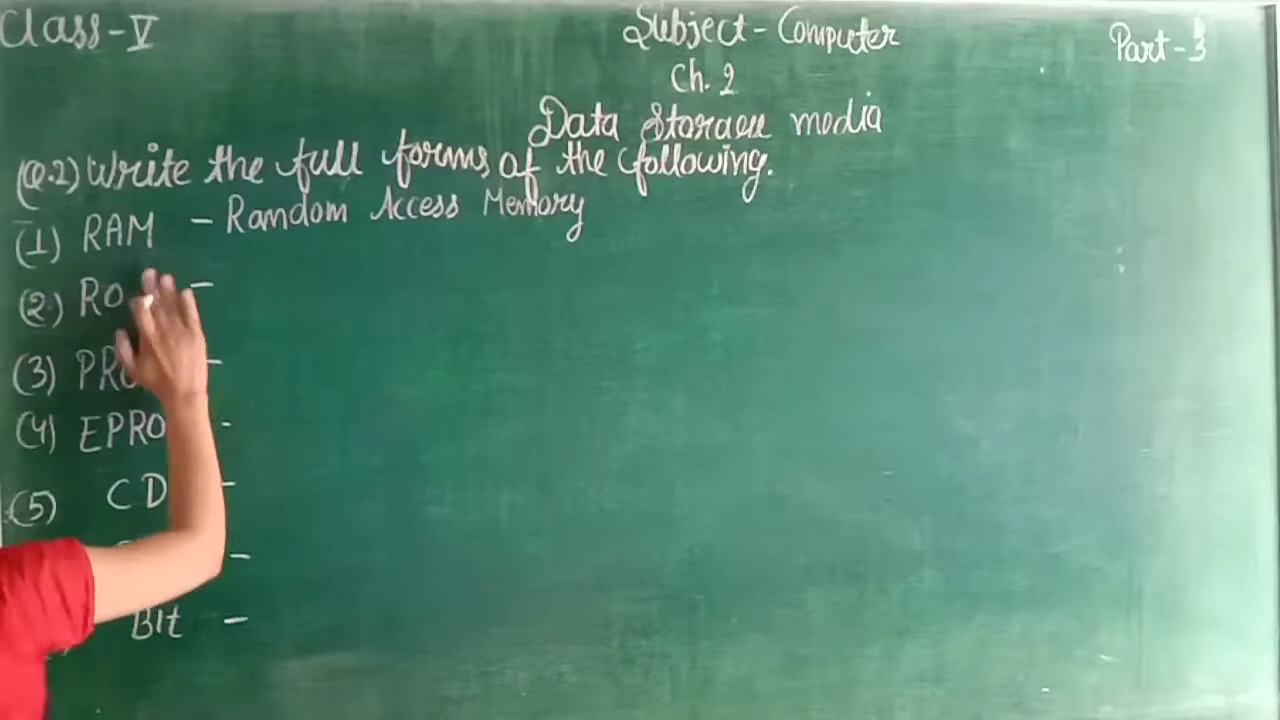 Class-V
Subject - Computer
Part-3
Ch. 2
Data Storage media
(Q.2) Write the full forms of the following.
(1) RAM - Random Access Memory
(2) RO -
(3) PRO -
(4) EPRO -
(5) CD -
-
Bit -